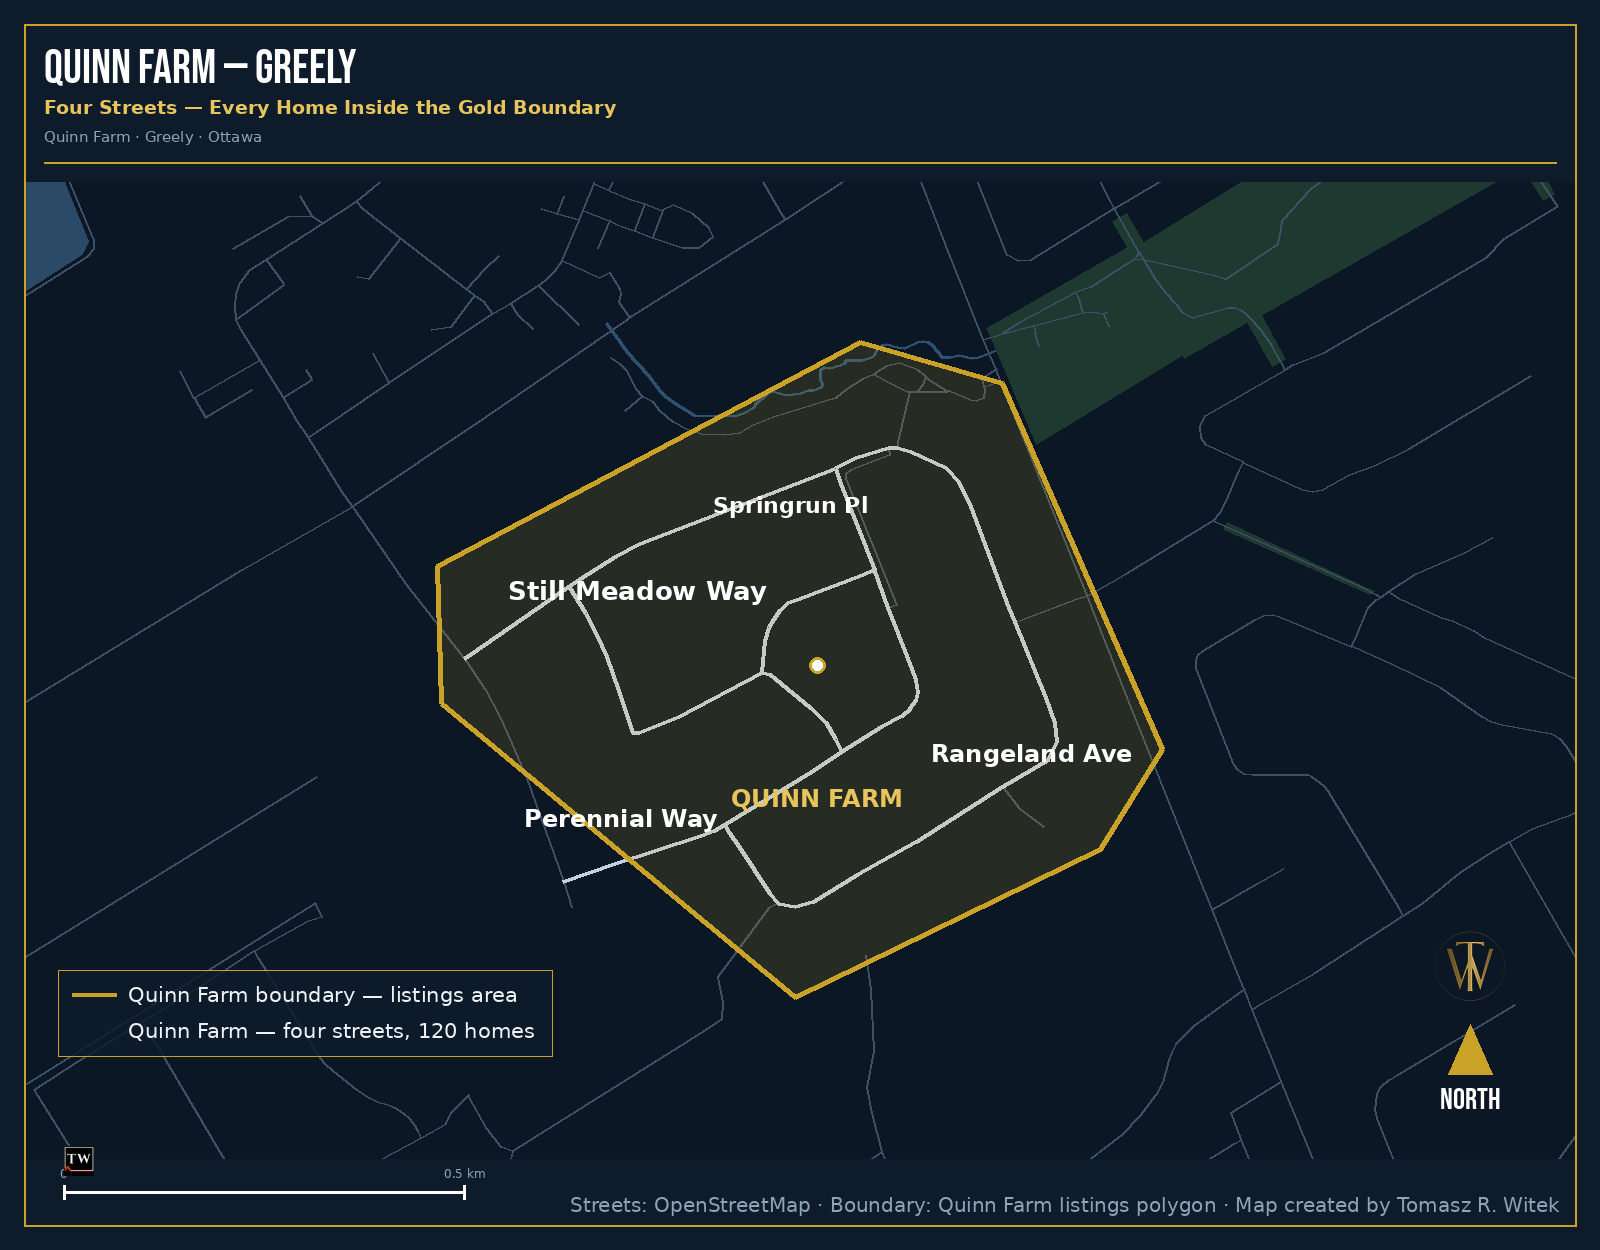 QUINN FARM — GREELY
Four Streets — Every Home Inside the Gold Boundary
Quinn Farm · Greely · Ottawa
Springrun Pl
Still Meadow Way
Rangeland Ave
QUINN FARM
Perennial Way
Quinn Farm boundary — listings area
Quinn Farm — four streets, 120 homes
TW
NORTH
TW
0
0.5 km
Streets: OpenStreetMap · Boundary: Quinn Farm listings polygon · Map created by Tomasz R. Witek